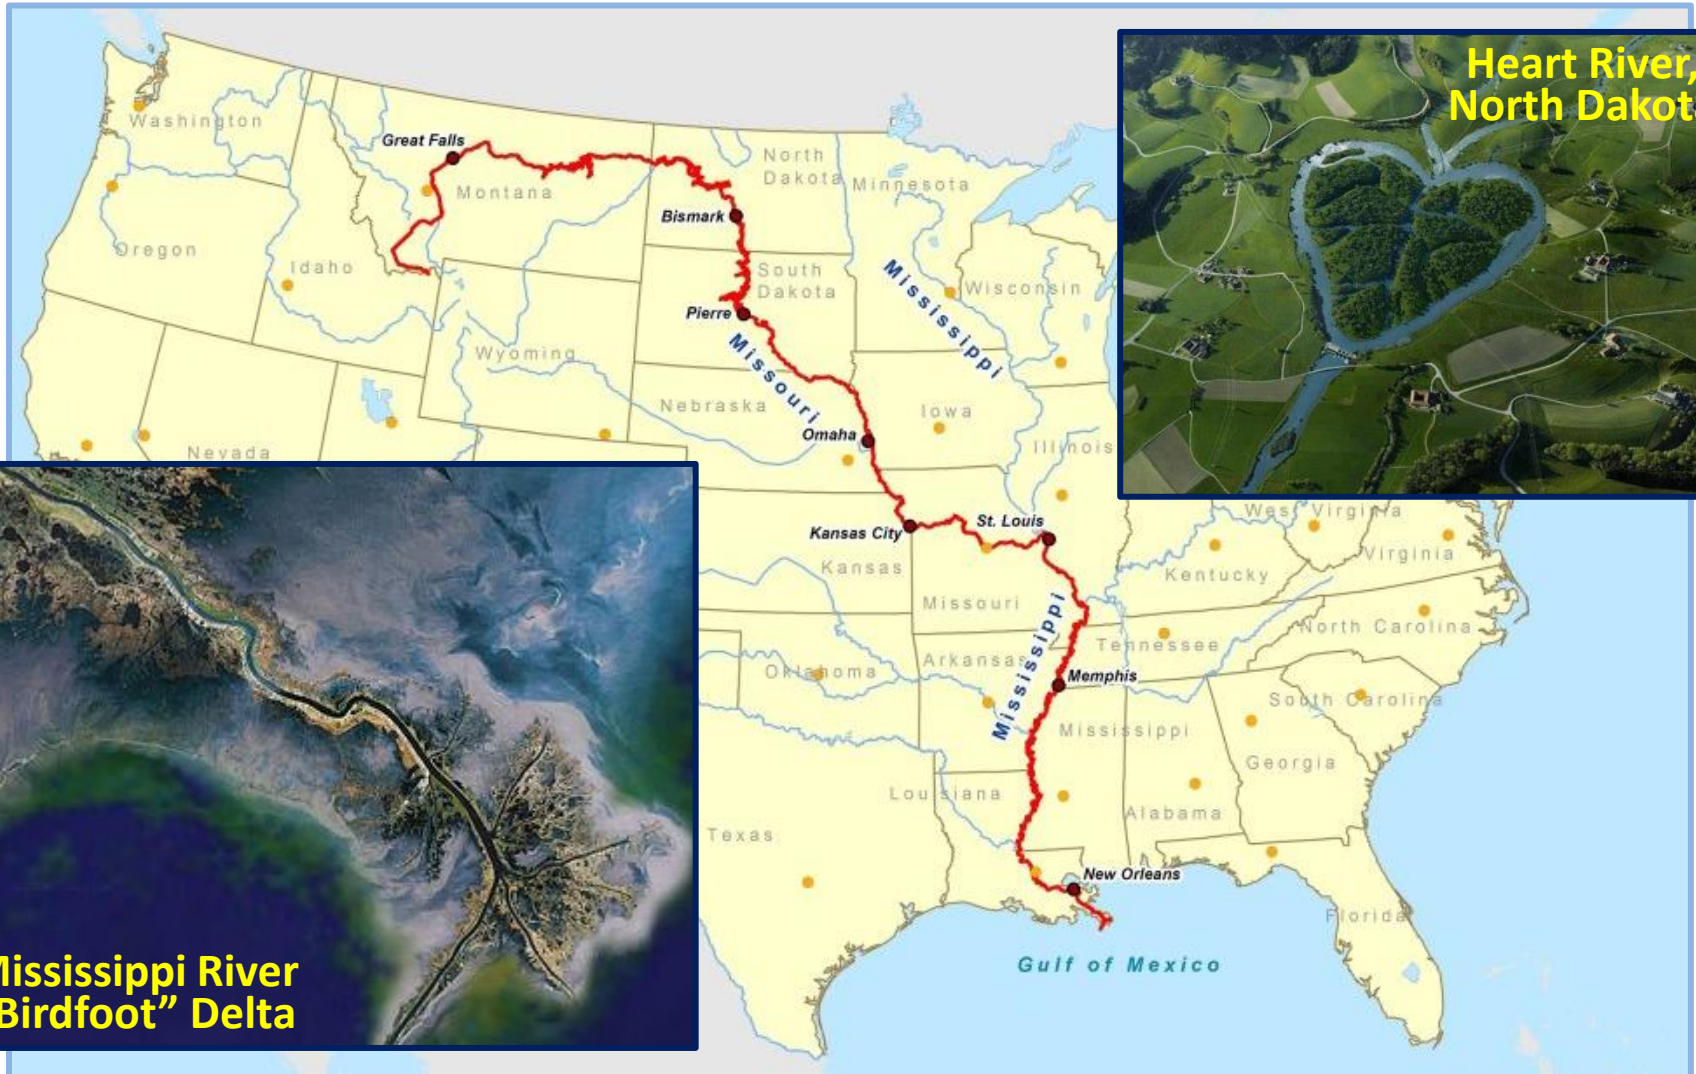 Heart River,
North Dakot
Washington
Great Falls
Montana
North
Dakota
Minnesota
Bismark
Oregon
Idaho
South
Dakota
Mississippi
Wisconsin
Pierre
Missouri
Wyoming
Nebraska
Iowa
Omaha
Illinois
Nevada
West Virginia
Kansas City
St. Louis
Virginia
Kansas
Kentucky
Missouri
Mississippi
North Carolina
Tennessee
Arkansas
Oklahoma
Memphis
South Carolina
Mississippi
Georgia
Louisiana
Alabama
Texas
New Orleans
Florida
Gulf of Mexico
Mississippi River
Birdfoot” Delta